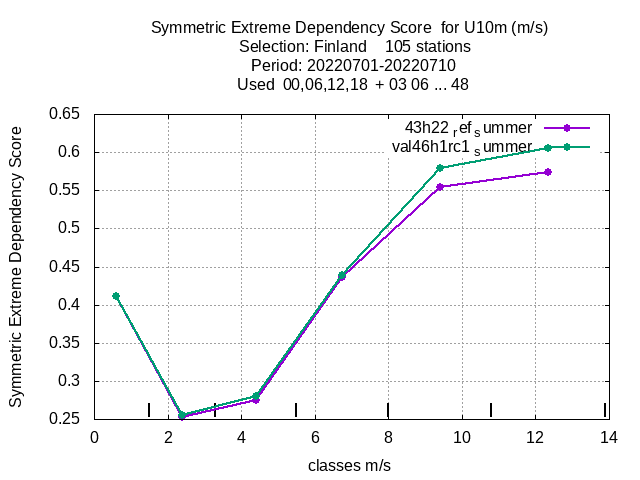 Symmetric Extreme Dependency Score for U10m (m/s)
Selection: Finland 105 stations
Period: 20220701-20220710
Used 00,06,12,18 + 03 06 ... 48
0.65
0.6
0.55
0.5
0.45
0.4
0.35
0.3
0.25
Symmetric Extreme Dependency Score
43h22 ref summer
val46h1rc1 summer
0 2 4 6 8 10 12 14
classes m/s